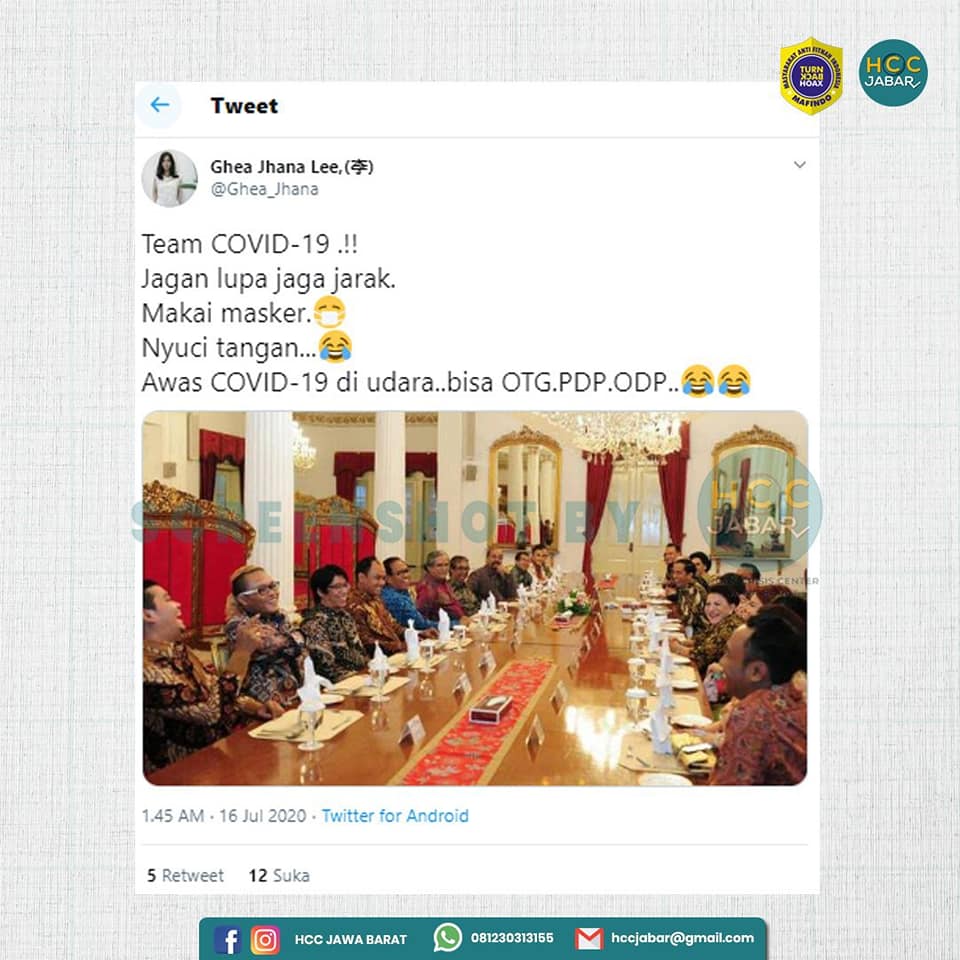 MASYARAKAT ANTI FITNAH INDONESIA
TURN
BACK
HOAX
MAFINDO
HCC
JABAR
Tweet
Ghea Jhana Lee,(李)
@Ghea_Jhana
Team COVID-19 .!!
Jagan lupa jaga jarak.
Makai masker.😷
Nyuci tangan...😂
Awas COVID-19 di udara..bisa OTG.PDP.ODP..😂😂
SCREENSHOT BY
HCC
JABAR
CRISIS CENTER
1.45 AM · 16 Jul 2020 · Twitter for Android
5 Retweet 12 Suka
HCC JAWA BARAT 081230313155 hccjabar@gmail.com